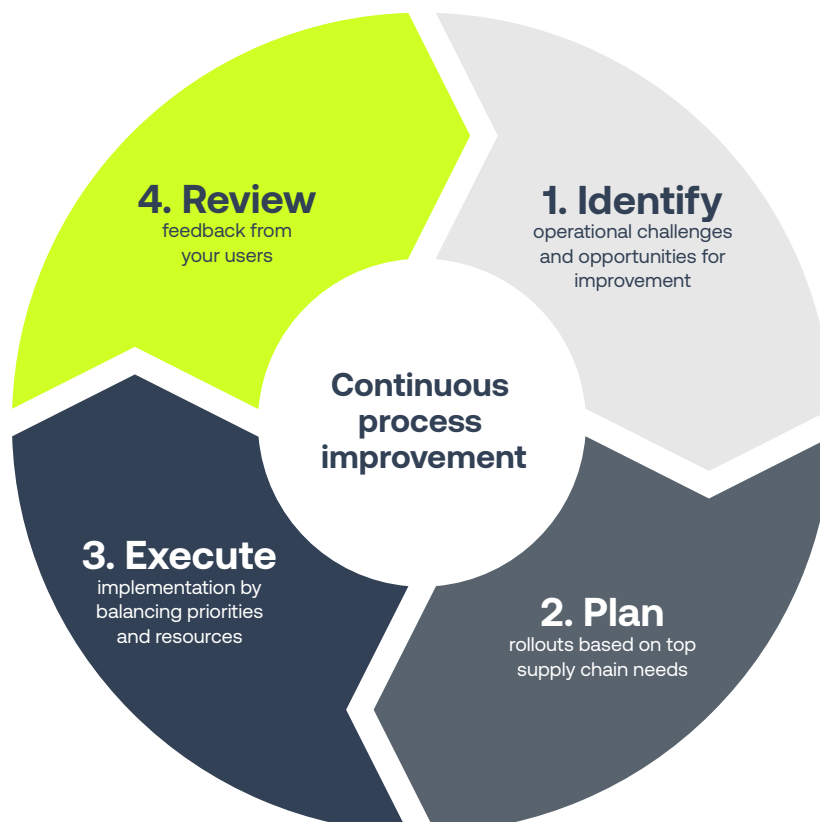 Continuous
process
improvement
1. Identify
operational challenges
and opportunities for
improvement
2. Plan
rollouts based on top
supply chain needs
3. Execute
implementation by
balancing priorities
and resources
4. Review
feedback from
your users